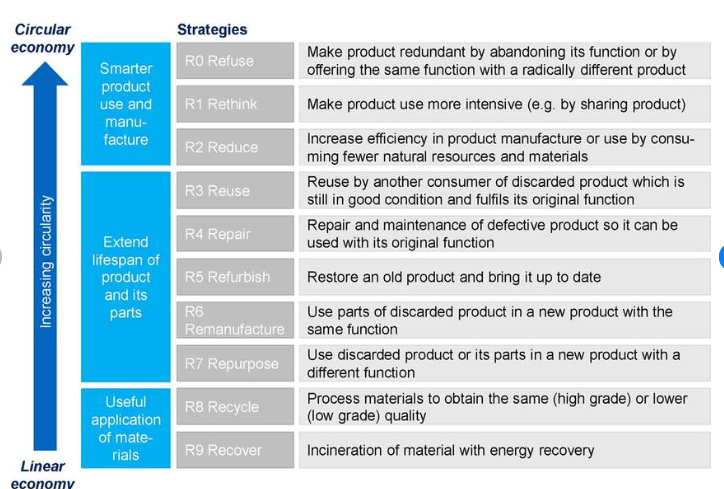 Circular
economy
Strategies
Increasing circularity
Smarter
product
use and
manu-
facture
R0 Refuse
Make product redundant by abandoning its function or by
offering the same function with a radically different product
R1 Rethink
Make product use more intensive (e.g. by sharing product)
R2 Reduce
Increase efficiency in product manufacture or use by consu-
ming fewer natural resources and materials
Extend
lifespan of
product
and its
parts
R3 Reuse
Reuse by another consumer of discarded product which is
still in good condition and fulfils its original function
R4 Repair
Repair and maintenance of defective product so it can be
used with its original function
R5 Refurbish
Restore an old product and bring it up to date
R6
Remanufacture
Use parts of discarded product in a new product with the
same function
R7 Repurpose
Use discarded product or its parts in a new product with a
different function
Useful
application
of mate-
rials
R8 Recycle
Process materials to obtain the same (high grade) or lower
(low grade) quality
R9 Recover
Incineration of material with energy recovery
Linear
economy